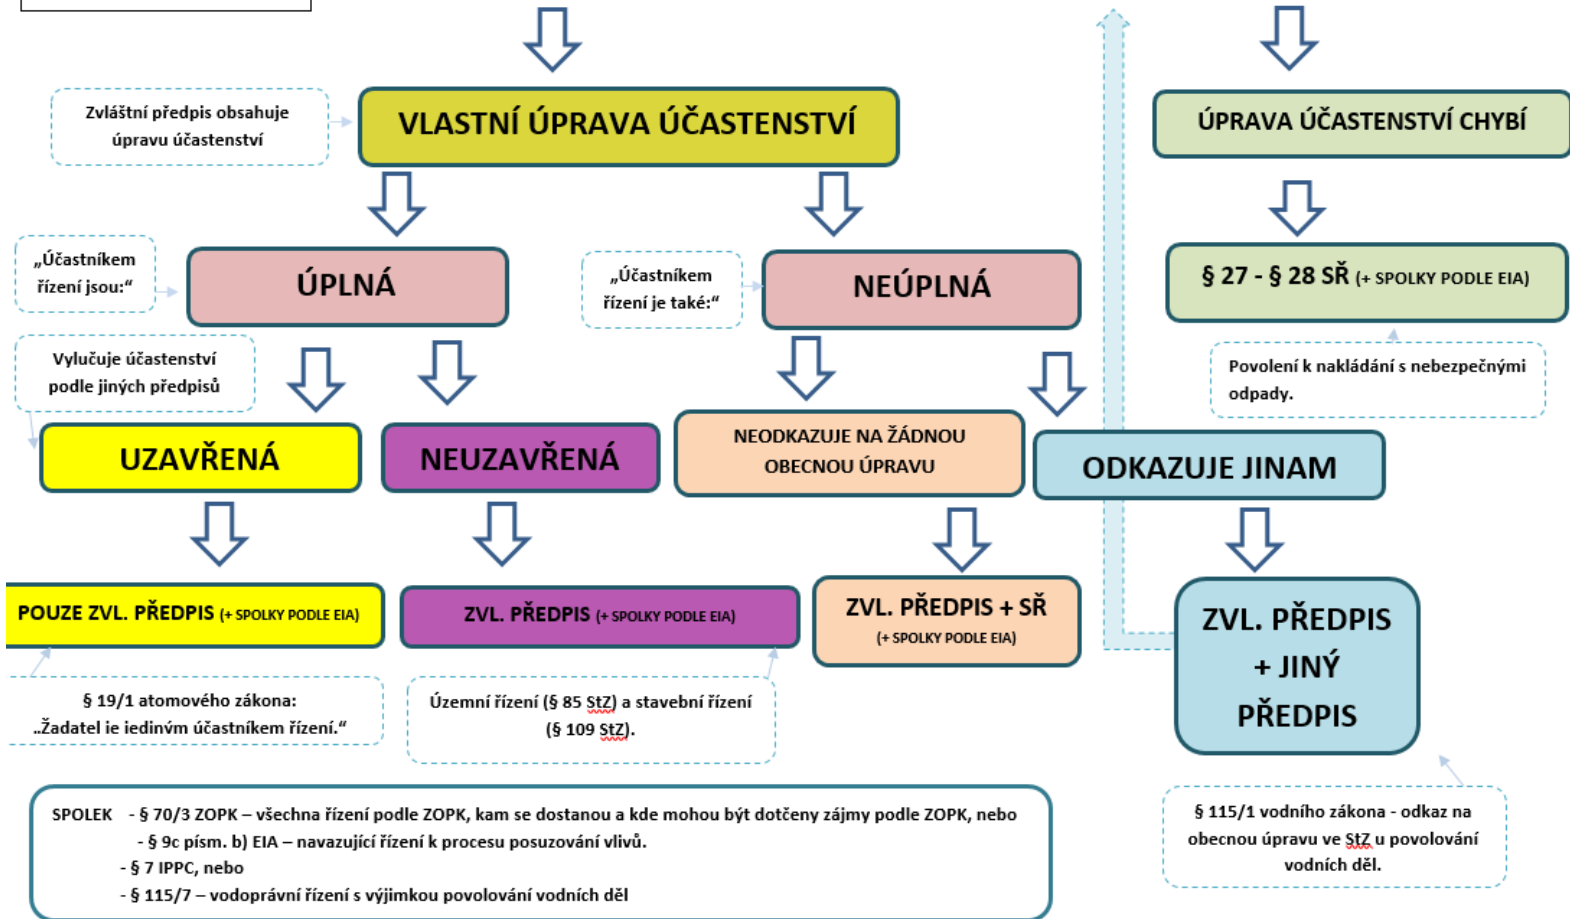 Zvláštní předpis obsahuje
úpravu účastenství
VLASTNÍ ÚPRAVA ÚČASTENSTVÍ
ÚPRAVA ÚČASTENSTVÍ CHYBÍ
„Účastníkem
řízení jsou:“
ÚPLNÁ
„Účastníkem
řízení je také:“
NEÚPLNÁ
§ 27 - § 28 SŘ (+ SPOLKY PODLE EIA)
Vylučuje účastenství
podle jiných předpisů
Povolení k nakládání s nebezpečnými
odpady.
UZAVŘENÁ
NEUZAVŘENÁ
NEODKAZUJE NA ŽÁDNOU
OBECNOU ÚPRAVU
ODKAZUJE JINAM
POUZE ZVL. PŘEDPIS (+ SPOLKY PODLE EIA)
ZVL. PŘEDPIS (+ SPOLKY PODLE EIA)
ZVL. PŘEDPIS + SŘ
(+ SPOLKY PODLE EIA)
ZVL. PŘEDPIS
+ JINÝ
PŘEDPIS
§ 19/1 atomového zákona:
„Žadatel je jediným účastníkem řízení.“
Územní řízení (§ 85 StZ) a stavební řízení
(§ 109 StZ).
§ 115/1 vodního zákona - odkaz na
obecnou úpravu ve StZ u povolování
vodních děl.
SPOLEK - § 70/3 ZOPK – všechna řízení podle ZOPK, kam se dostanou a kde mohou být dotčeny zájmy podle ZOPK, nebo
- § 9c písm. b) EIA – navazující řízení k procesu posuzování vlivů.
- § 7 IPPC, nebo
- § 115/7 – vodoprávní řízení s výjimkou povolování vodních děl